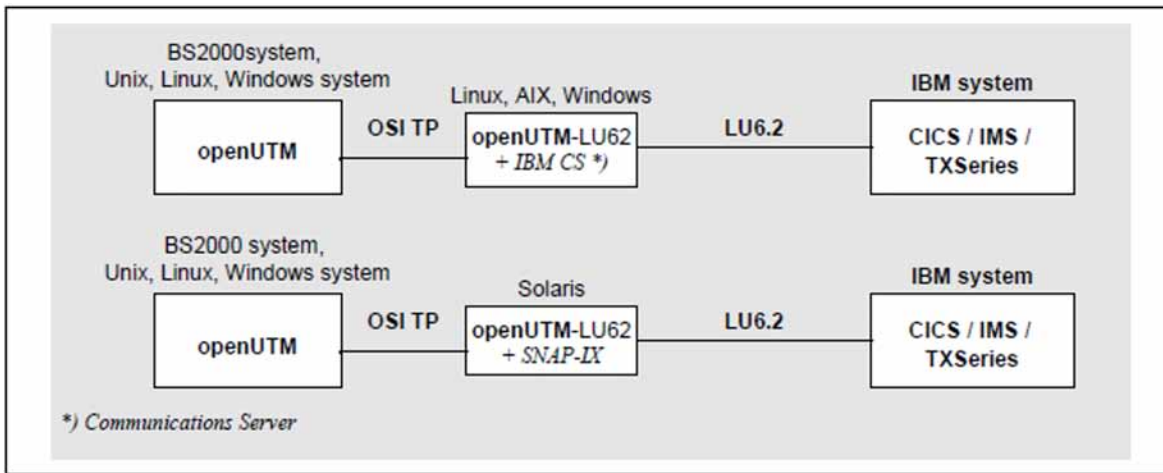 BS2000system,
Unix, Linux, Windows system
openUTM
OSI TP
Linux, AIX, Windows
openUTM-LU62
+ IBM CS *)
LU6.2
IBM system
CICS / IMS /
TXSeries
BS2000 system,
Unix, Linux, Windows system
openUTM
OSI TP
Solaris
openUTM-LU62
+ SNAP-IX
LU6.2
IBM system
CICS / IMS /
TXSeries
*) Communications Server